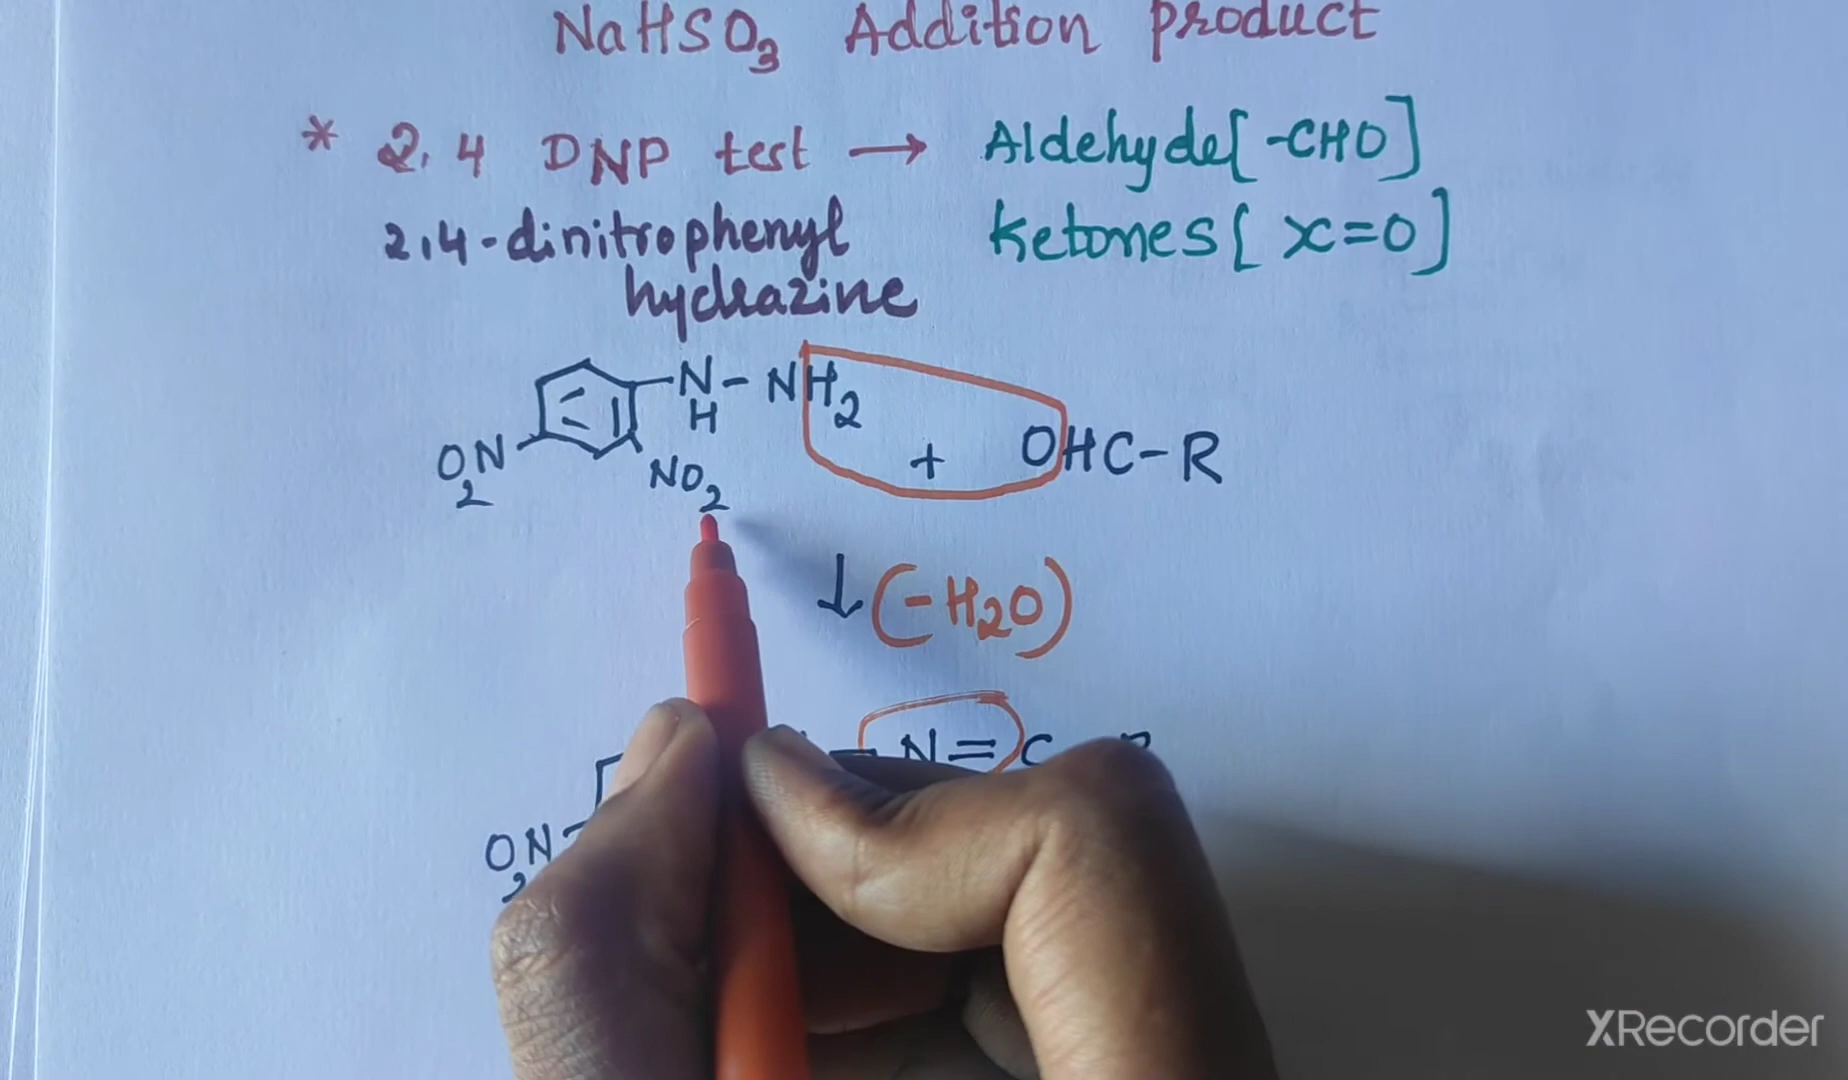 NaHSO3 Addition product
* 2,4 DNP test → Aldehyde[-CHO]
2,4-dinitrophenyl ketones[x=0]
hydrazine
N-NH2
H
O2N NO2 + OHC-R
↓(-H2O)
N=C
O2N
XRecorder